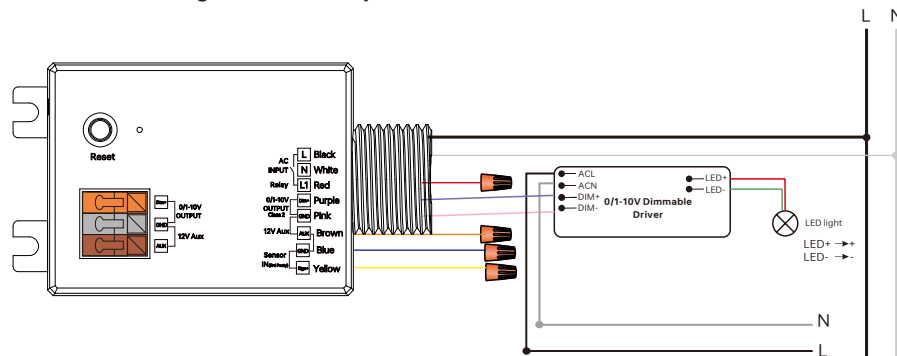 L N
Reset
Dim+
GND
AUX
0/1-10V
OUTPUT
12V Aux
AC
INPUT
L Black
N White
Relay L1 Red
0/1-10V
OUTPUT
Class 2
Dim+ Purple
GND Pink
12V Aux AUX Brown
GND Blue
Sensor
Sign+ Yellow
ACL
ACN
DIM+
DIM-
0/1-10V Dimmable
Driver
LED+
LED-
LED light
LED+ →+
LED- →-
N
L